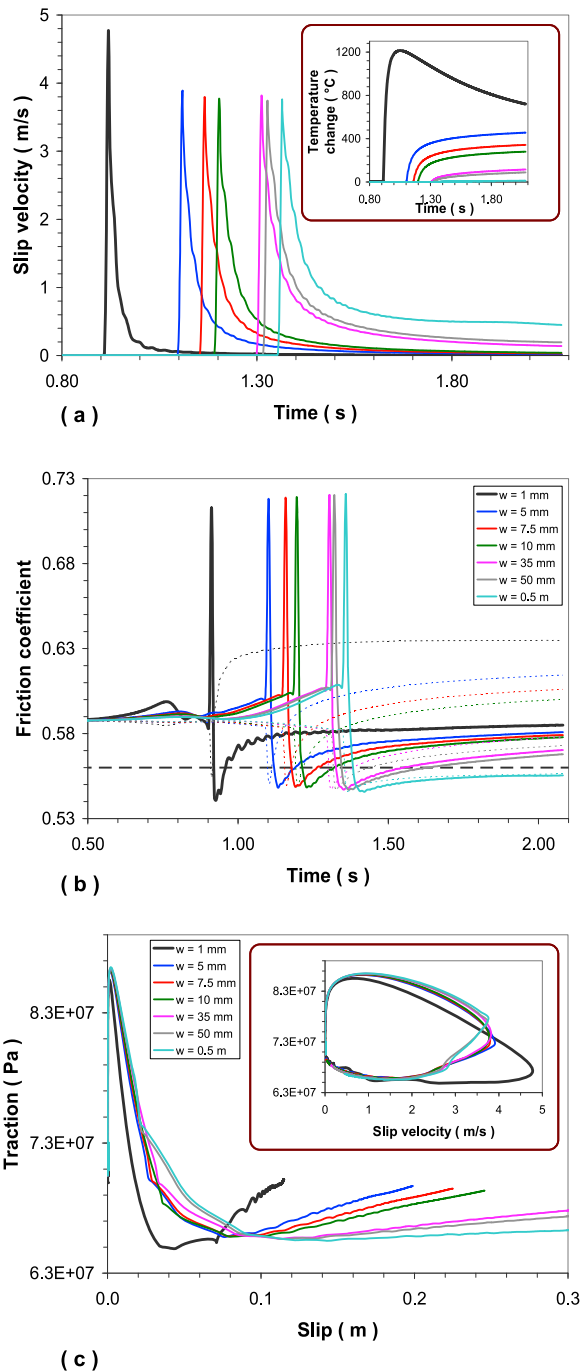 5
4
3
2
1
0
Slip velocity ( m/s )
0.80
1.30
1.80
Time ( s )
( a )
1200
800
400
0
Temperature
change ( °C )
0.80
1.30
1.80
Time ( s )
0.73
0.68
0.63
0.58
0.53
Friction coefficient
0.50
1.00
1.50
2.00
Time ( s )
( b )
w = 1 mm
w = 5 mm
w = 7.5 mm
w = 10 mm
w = 35 mm
w = 50 mm
w = 0.5 m
8.3E+07
7.3E+07
6.3E+07
Traction ( Pa )
0.0
0.1
0.2
0.3
Slip ( m )
( c )
w = 1 mm
w = 5 mm
w = 7.5 mm
w = 10 mm
w = 35 mm
w = 50 mm
w = 0.5 m
8.3E+07
7.3E+07
6.3E+07
0
1
2
3
4
5
Slip velocity ( m/s )